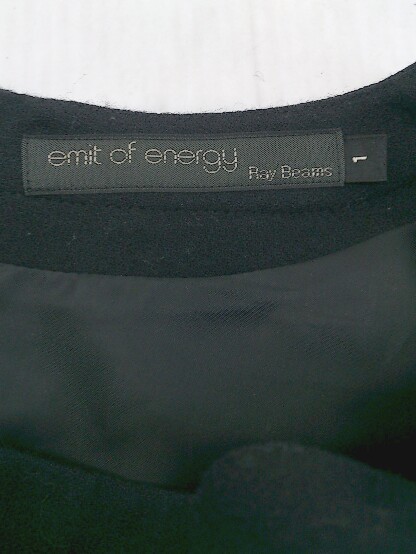 emit of energy
Ray Beams
1